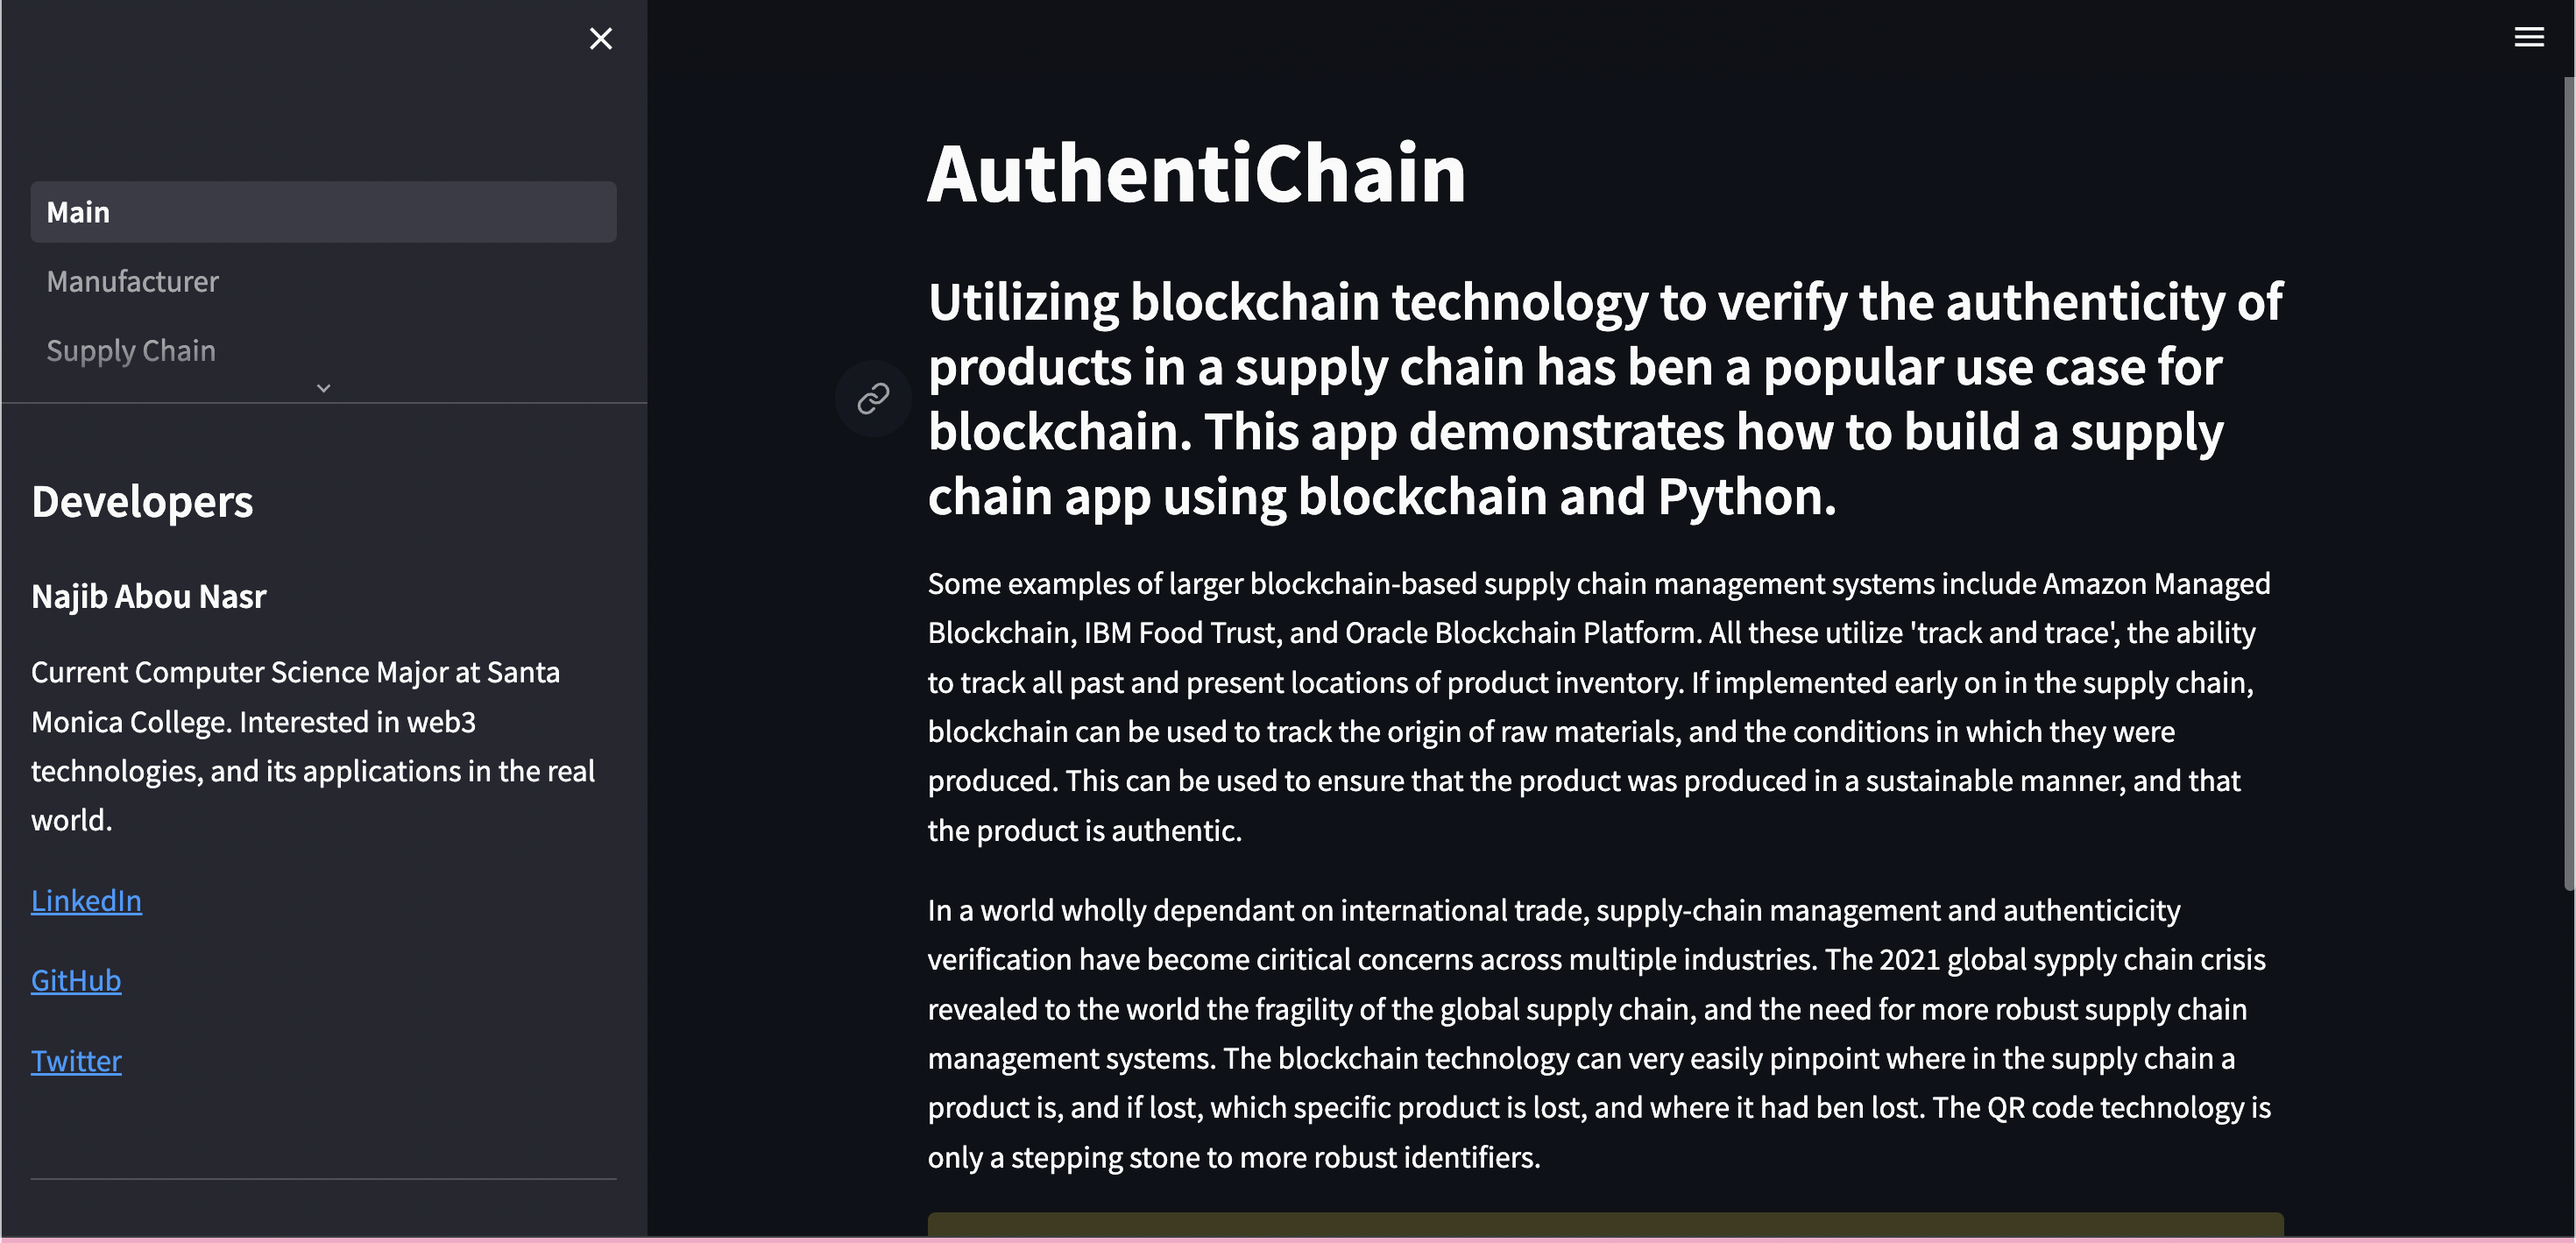 Main
Manufacturer
Supply Chain
Developers
Najib Abou Nasr
Current Computer Science Major at Santa
Monica College. Interested in web3
technologies, and its applications in the real
world.
LinkedIn
GitHub
Twitter
AuthentiChain
Utilizing blockchain technology to verify the authenticity of
products in a supply chain has ben a popular use case for
blockchain. This app demonstrates how to build a supply
chain app using blockchain and Python.
Some examples of larger blockchain-based supply chain management systems include Amazon Managed
Blockchain, IBM Food Trust, and Oracle Blockchain Platform. All these utilize 'track and trace', the ability
to track all past and present locations of product inventory. If implemented early on in the supply chain,
blockchain can be used to track the origin of raw materials, and the conditions in which they were
produced. This can be used to ensure that the product was produced in a sustainable manner, and that
the product is authentic.
In a world wholly dependant on international trade, supply-chain management and authenticicity
verification have become ciritical concerns across multiple industries. The 2021 global sypply chain crisis
revealed to the world the fragility of the global supply chain, and the need for more robust supply chain
management systems. The blockchain technology can very easily pinpoint where in the supply chain a
product is, and if lost, which specific product is lost, and where it had ben lost. The QR code technology is
only a stepping stone to more robust identifiers.